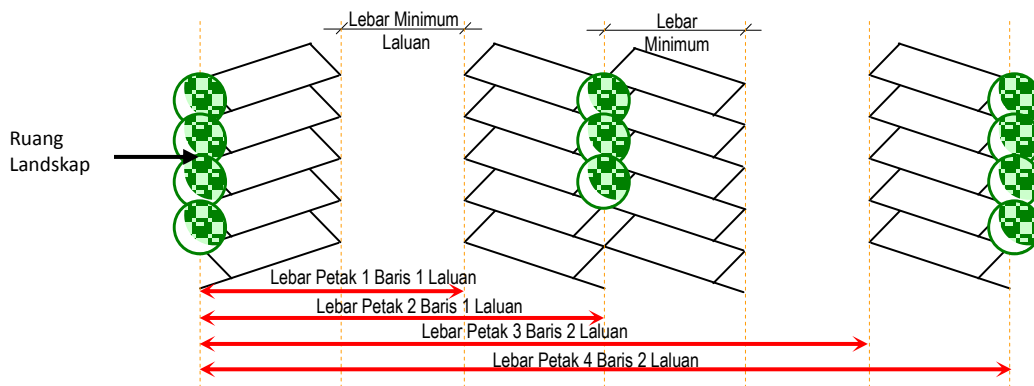 Lebar Minimum
Laluan
Lebar
Minimum
Ruang
Landskap
Lebar Petak 1 Baris 1 Laluan
Lebar Petak 2 Baris 1 Laluan
Lebar Petak 3 Baris 2 Laluan
Lebar Petak 4 Baris 2 Laluan